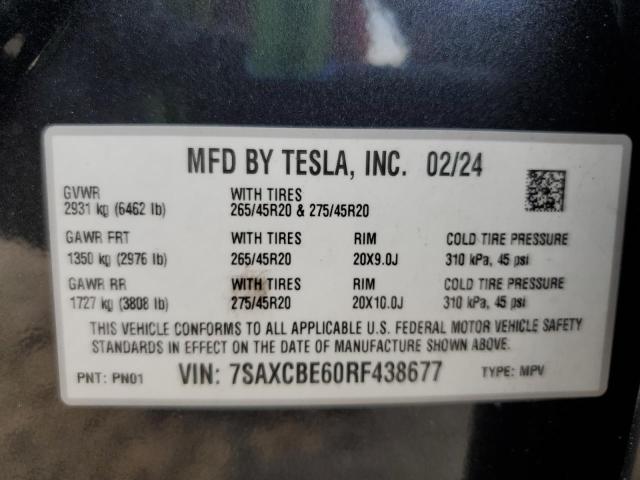 MFD BY TESLA, INC. 02/24
GVWR WITH TIRES
2931 kg (6462 lb) 265/45R20 & 275/45R20
GAWR FRT WITH TIRES RIM COLD TIRE PRESSURE
1350 kg (2976 lb) 265/45R20 20X9.0J 310 kPa, 45 psi
GAWR RR WITH TIRES RIM COLD TIRE PRESSURE
1727 kg (3808 lb) 275/45R20 20X10.0J 310 kPa, 45 psi
THIS VEHICLE CONFORMS TO ALL APPLICABLE U.S. FEDERAL MOTOR VEHICLE SAFETY
STANDARDS IN EFFECT ON THE DATE OF MANUFACTURE SHOWN ABOVE.
PNT: PN01 VIN: 7SAXCBE60RF438677 TYPE: MPV